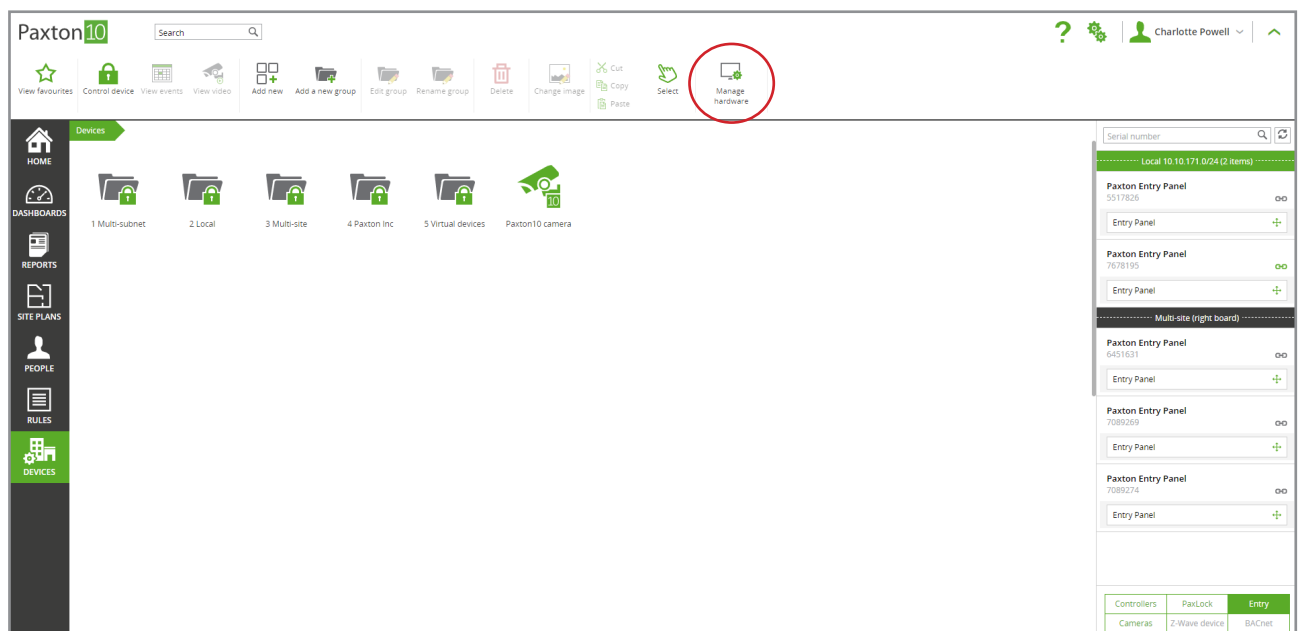 Paxton10
Search
Charlotte Powell
View favourites
Control device
View events
View video
Add new
Add a new group
Edit group
Rename group
Delete
Change image
Cut
Copy
Paste
Select
Manage
hardware
HOME
DASHBOARDS
REPORTS
SITE PLANS
PEOPLE
RULES
DEVICES
Devices
1 Multi-subnet
2 Local
3 Multi-site
4 Paxton Inc
5 Virtual devices
10
Paxton10 camera
Serial number
Local 10.10.171.0/24 (2 items)
Paxton Entry Panel
5517826
Entry Panel
Paxton Entry Panel
7678195
Entry Panel
Multi-site (right board)
Paxton Entry Panel
6451631
Entry Panel
Paxton Entry Panel
7089269
Entry Panel
Paxton Entry Panel
7089274
Entry Panel
Controllers PaxLock Entry
Cameras Z-Wave device BACnet